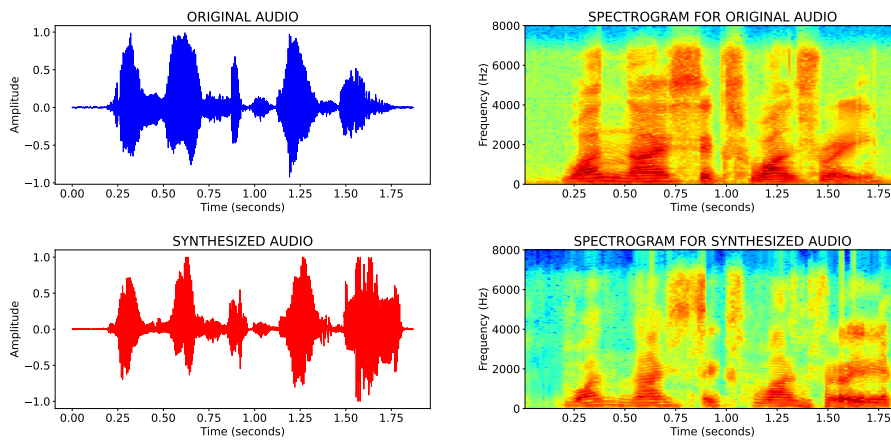 ORIGINAL AUDIO
1.0
0.5
0.0
−0.5
−1.0
Amplitude
0.00 0.25 0.50 0.75 1.00 1.25 1.50 1.75
Time (seconds)
SPECTROGRAM FOR ORIGINAL AUDIO
8000
6000
4000
2000
0
Frequency (Hz)
0.25 0.50 0.75 1.00 1.25 1.50 1.75
Time (seconds)
SYNTHESIZED AUDIO
1.0
0.5
0.0
−0.5
−1.0
Amplitude
0.00 0.25 0.50 0.75 1.00 1.25 1.50 1.75
Time (seconds)
SPECTROGRAM FOR SYNTHESIZED AUDIO
8000
6000
4000
2000
0
Frequency (Hz)
0.25 0.50 0.75 1.00 1.25 1.50 1.75
Time (seconds)